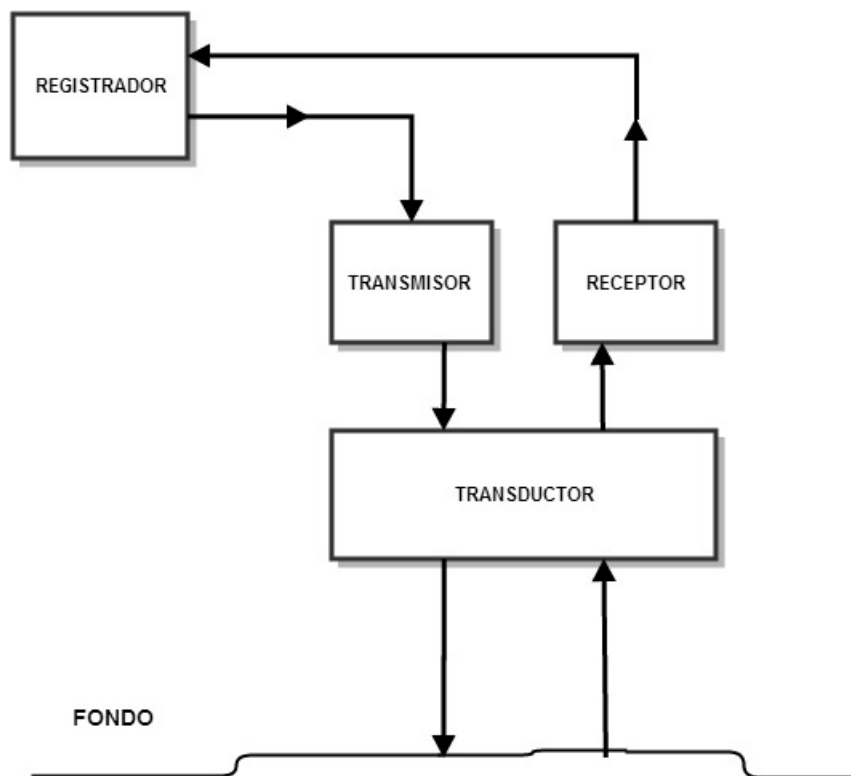 REGISTRADOR
TRANSMISOR
RECEPTOR
TRANSDUCTOR
FONDO